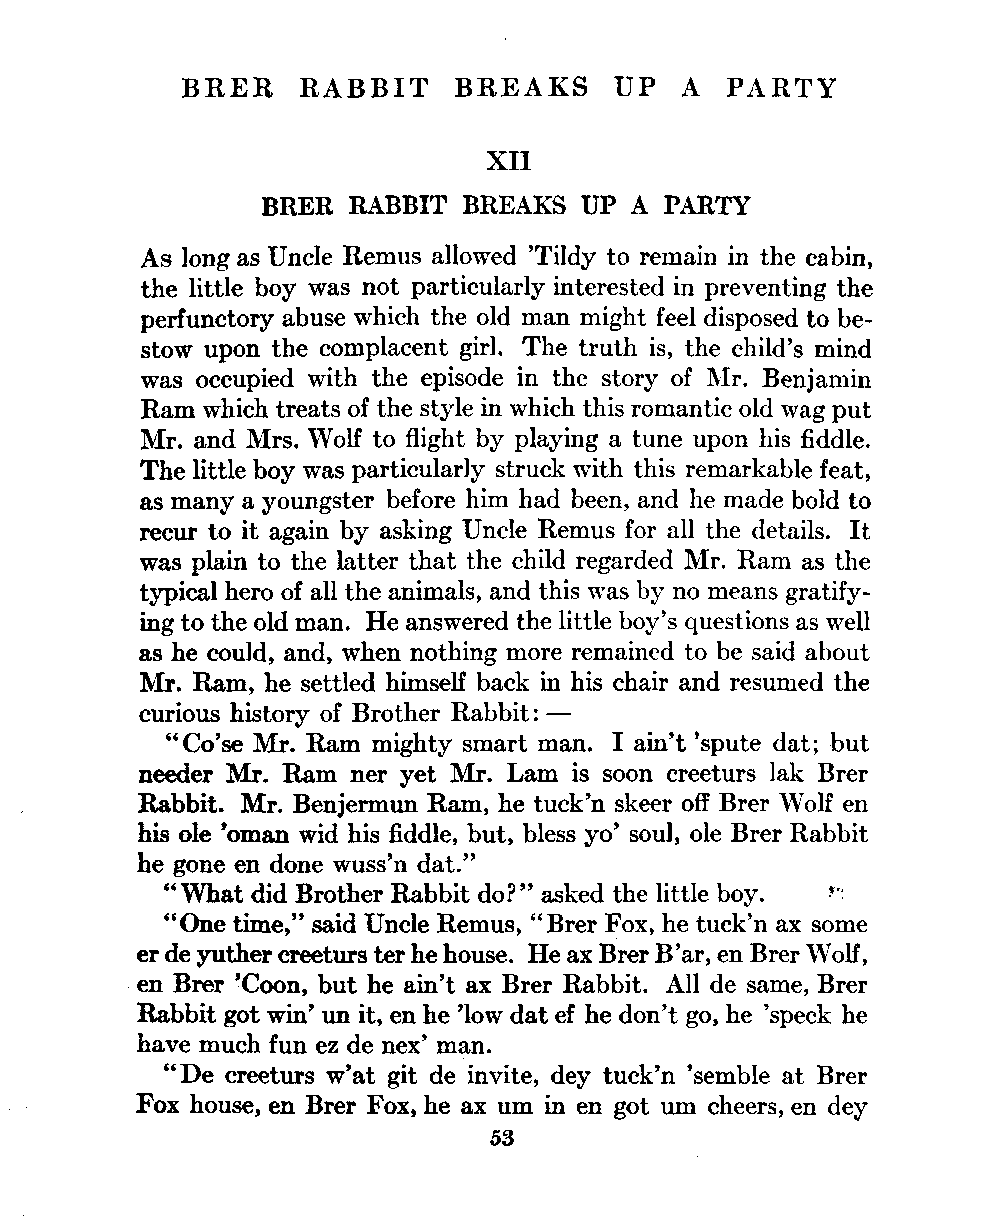 BRER RABBIT BREAKS UP A PARTY
XII
BRER RABBIT BREAKS UP A PARTY
As long as Uncle Remus allowed ’Tildy to remain in the cabin,
the little boy was not particularly interested in preventing the
perfunctory abuse which the old man might feel disposed to be-
stow upon the complacent girl. The truth is, the child’s mind
was occupied with the episode in the story of Mr. Benjamin
Ram which treats of the style in which this romantic old wag put
Mr. and Mrs. Wolf to flight by playing a tune upon his fiddle.
The little boy was particularly struck with this remarkable feat,
as many a youngster before him had been, and he made bold to
recur to it again by asking Uncle Remus for all the details. It
was plain to the latter that the child regarded Mr. Ram as the
typical hero of all the animals, and this was by no means gratify-
ing to the old man. He answered the little boy’s questions as well
as he could, and, when nothing more remained to be said about
Mr. Ram, he settled himself back in his chair and resumed the
curious history of Brother Rabbit: —
“Co’se Mr. Ram mighty smart man. I ain’t ’spute dat; but
needer Mr. Ram ner yet Mr. Lam is soon creeturs lak Brer
Rabbit. Mr. Benjermun Ram, he tuck’n skeer off Brer Wolf en
his ole ’oman wid his fiddle, but, bless yo’ soul, ole Brer Rabbit
he gone en done wuss’n dat.”
“What did Brother Rabbit do?” asked the little boy.
“One time,” said Uncle Remus, “Brer Fox, he tuck’n ax some
er de yuther creeturs ter he house. He ax Brer B’ar, en Brer Wolf,
en Brer ’Coon, but he ain’t ax Brer Rabbit. All de same, Brer
Rabbit got win’ un it, en he ’low dat ef he don’t go, he ’speck he
have much fun ez de nex’ man.
“De creeturs w’at git de invite, dey tuck’n ’semble at Brer
Fox house, en Brer Fox, he ax um in en got um cheers, en dey
53